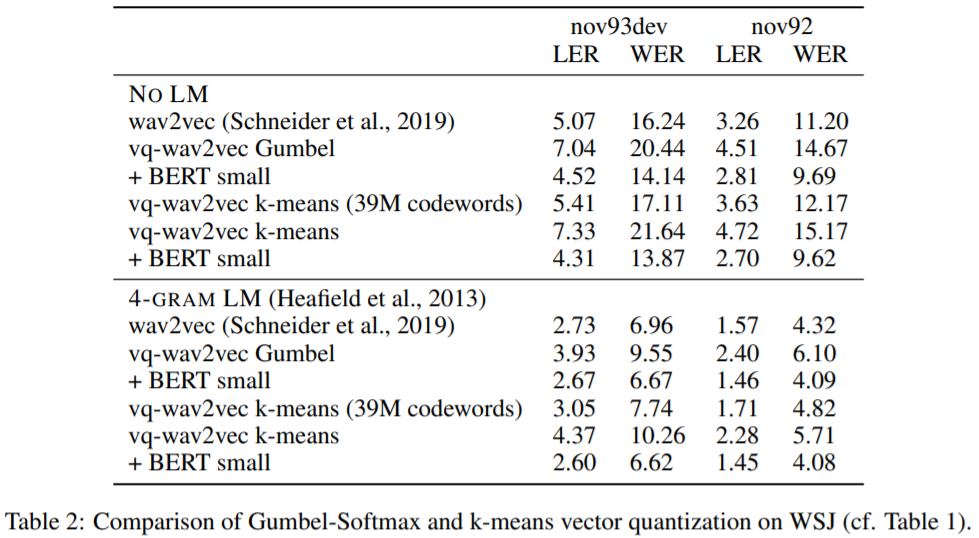 nov93dev nov92
LER WER LER WER
NO LM
wav2vec (Schneider et al., 2019) 5.07 16.24 3.26 11.20
vq-wav2vec Gumbel 7.04 20.44 4.51 14.67
+ BERT small 4.52 14.14 2.81 9.69
vq-wav2vec k-means (39M codewords) 5.41 17.11 3.63 12.17
vq-wav2vec k-means 7.33 21.64 4.72 15.17
+ BERT small 4.31 13.87 2.70 9.62
4-GRAM LM (Heafield et al., 2013)
wav2vec (Schneider et al., 2019) 2.73 6.96 1.57 4.32
vq-wav2vec Gumbel 3.93 9.55 2.40 6.10
+ BERT small 2.67 6.67 1.46 4.09
vq-wav2vec k-means (39M codewords) 3.05 7.74 1.71 4.82
vq-wav2vec k-means 4.37 10.26 2.28 5.71
+ BERT small 2.60 6.62 1.45 4.08
Table 2: Comparison of Gumbel-Softmax and k-means vector quantization on WSJ (cf. Table 1).